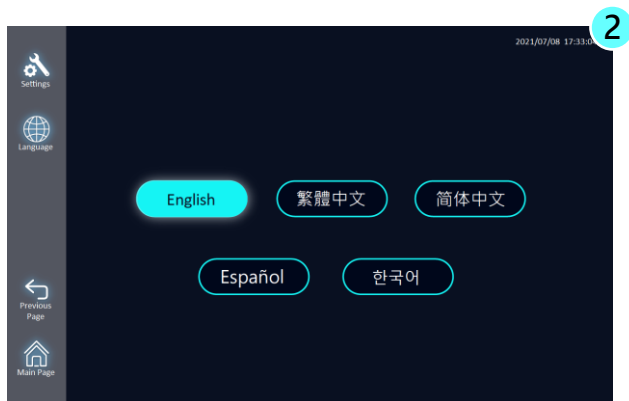 2
2021/07/08 17:33:0
Settings
Language
English
繁體中文
简体中文
Español
한국어
Previous
Page
Main Page